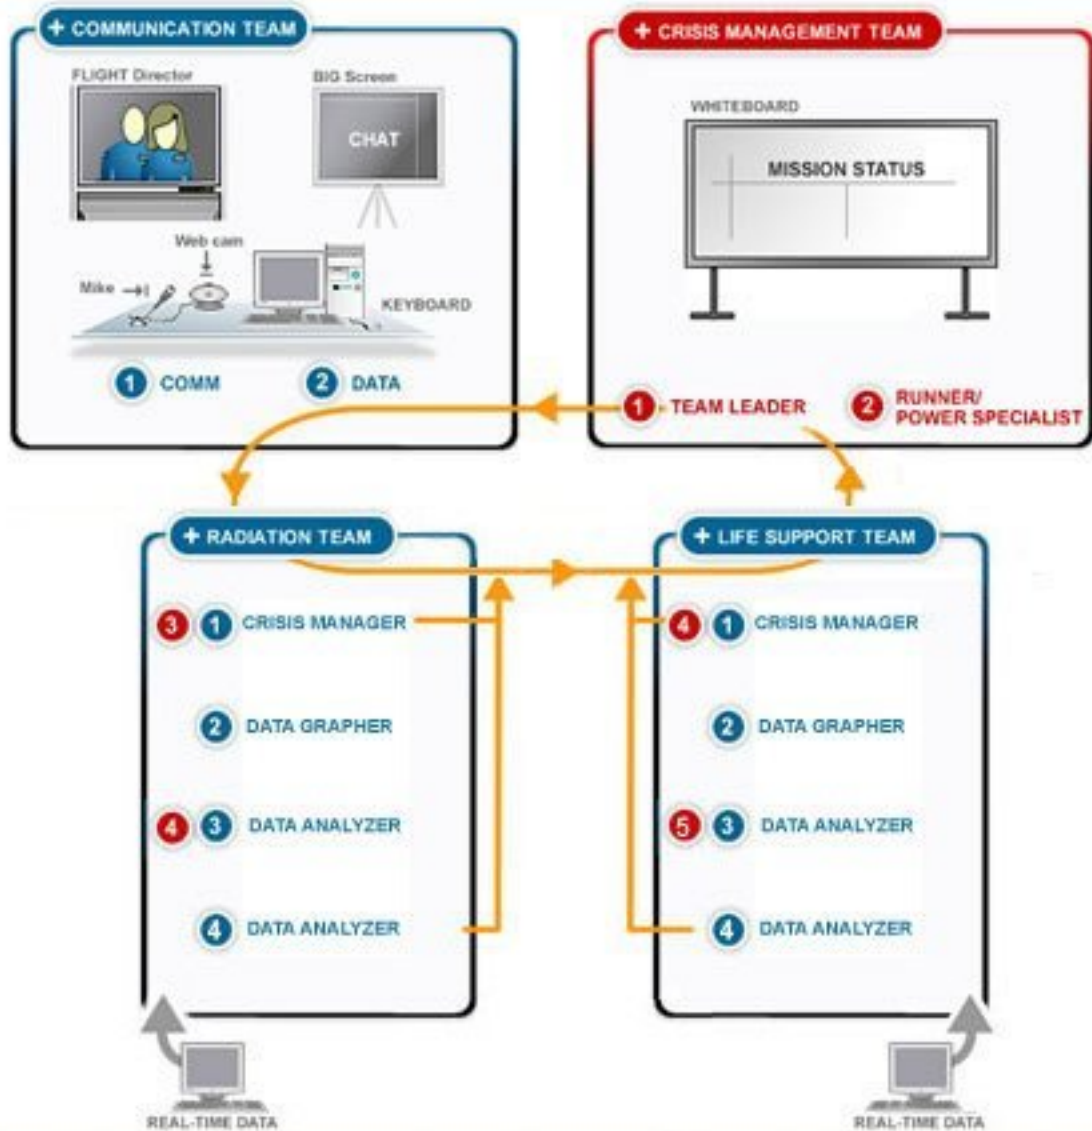 + COMMUNICATION TEAM
FLIGHT Director
BIG Screen
CHAT
Web cam
Mike
KEYBOARD
1 COMM
2 DATA
+ CRISIS MANAGEMENT TEAM
WHITEBOARD
MISSION STATUS
1 TEAM LEADER
2 RUNNER/
POWER SPECIALIST
+ RADIATION TEAM
3 1 CRISIS MANAGER
2 DATA GRAPHER
4 3 DATA ANALYZER
4 DATA ANALYZER
REAL-TIME DATA
+ LIFE SUPPORT TEAM
4 1 CRISIS MANAGER
2 DATA GRAPHER
5 3 DATA ANALYZER
4 DATA ANALYZER
REAL-TIME DATA